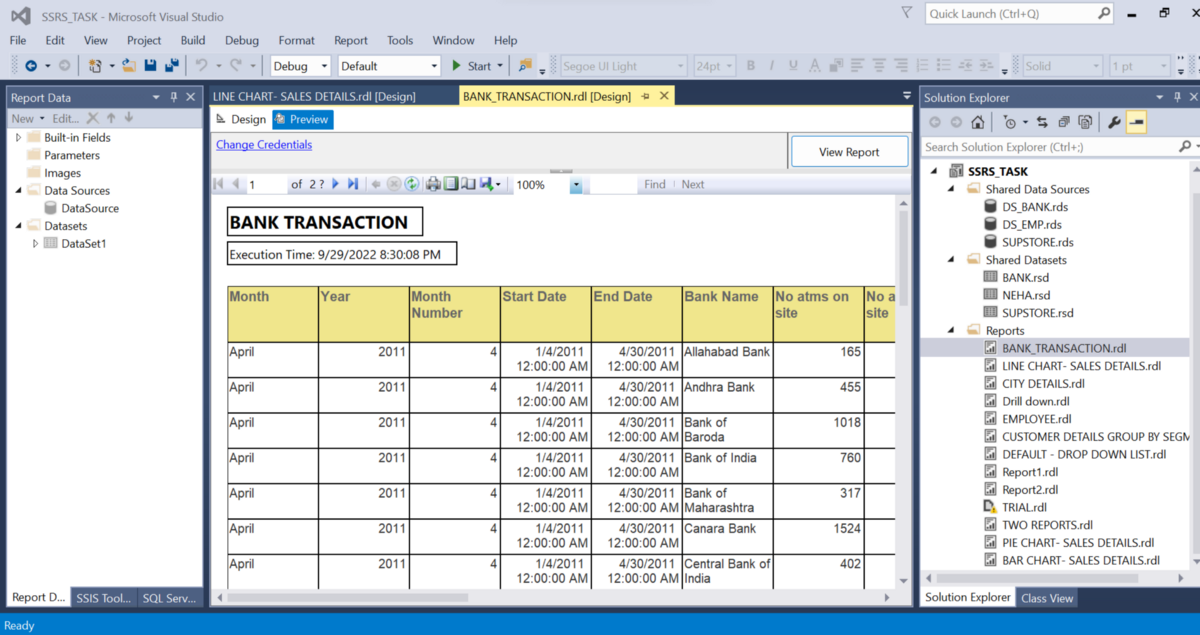 SSRS_TASK - Microsoft Visual Studio
Quick Launch (Ctrl+Q)
File Edit View Project Build Debug Format Report Tools Window Help
Debug Default Start Segoe UI Light 24pt B I U A Solid 1 pt
Report Data
LINE CHART- SALES DETAILS.rdl [Design] BANK_TRANSACTION.rdl [Design]
Solution Explorer
New Edit...
Design Preview
Built-in Fields
Parameters
Images
Data Sources
DataSource
Datasets
DataSet1
Change Credentials
View Report
1 of 2 ? 100% Find Next
BANK TRANSACTION
Execution Time: 9/29/2022 8:30:08 PM
Month Year Month Number Start Date End Date Bank Name No atms on site No a
site
April 2011 4 1/4/2011 12:00:00 AM 4/30/2011 12:00:00 AM Allahabad Bank 165
April 2011 4 1/4/2011 12:00:00 AM 4/30/2011 12:00:00 AM Andhra Bank 455
April 2011 4 1/4/2011 12:00:00 AM 4/30/2011 12:00:00 AM Bank of Baroda 1018
April 2011 4 1/4/2011 12:00:00 AM 4/30/2011 12:00:00 AM Bank of India 760
April 2011 4 1/4/2011 12:00:00 AM 4/30/2011 12:00:00 AM Bank of Maharashtra 317
April 2011 4 1/4/2011 12:00:00 AM 4/30/2011 12:00:00 AM Canara Bank 1524
April 2011 4 1/4/2011 12:00:00 AM 4/30/2011 12:00:00 AM Central Bank of India 402
Search Solution Explorer (Ctrl+;)
SSRS_TASK
Shared Data Sources
DS_BANK.rds
DS_EMP.rds
SUPSTORE.rds
Shared Datasets
BANK.rsd
NEHA.rsd
SUPSTORE.rsd
Reports
BANK_TRANSACTION.rdl
LINE CHART- SALES DETAILS.rdl
CITY DETAILS.rdl
Drill down.rdl
EMPLOYEE.rdl
CUSTOMER DETAILS GROUP BY SEGM
DEFAULT - DROP DOWN LIST.rdl
Report1.rdl
Report2.rdl
TRIAL.rdl
TWO REPORTS.rdl
PIE CHART- SALES DETAILS.rdl
BAR CHART- SALES DETAILS.rdl
Report D... SSIS Tool... SQL Serv...
Solution Explorer Class View
Ready